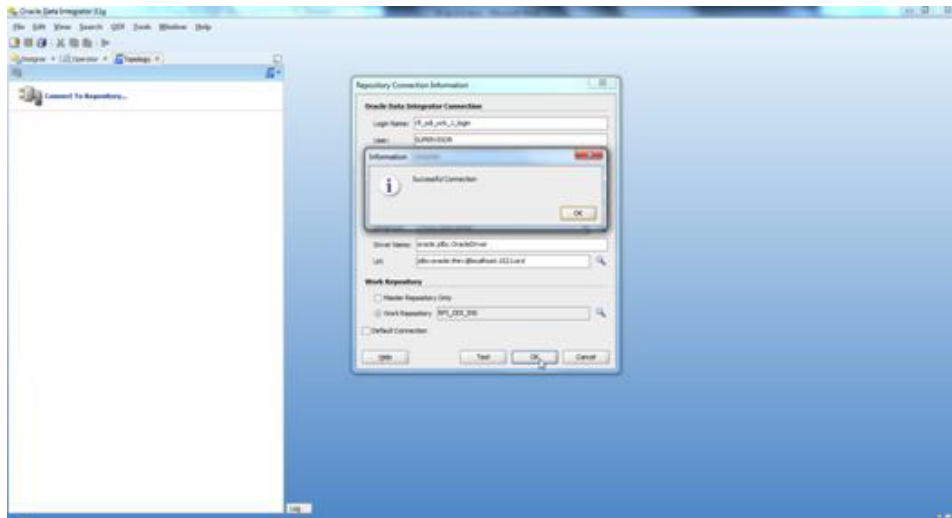 Oracle Data Integrator 11g
File Edit View Search ODI Tools Window Help
Designer Operator Topology
Connect To Repository...
Repository Connection Information
Oracle Data Integrator Connection
Login Name:
User: SUPERVISOR
Information
Successful Connection
OK
Driver Name: oracle.jdbc.OracleDriver
Url:
Work Repository
Master Repository Only
Work Repository
Default Connection
Help Test OK Cancel
Log